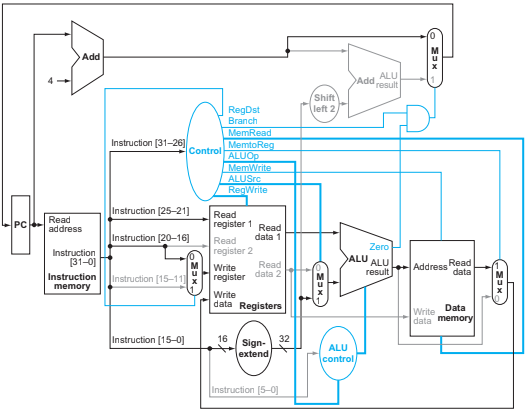 0
M
u
x
1
Add
4
Add
ALU
result
Shift
left 2
RegDst
Branch
MemRead
MemtoReg
ALUOp
MemWrite
ALUSrc
RegWrite
Control
Instruction [31–26]
Instruction [25–21]
Instruction [20–16]
Instruction [15–11]
Instruction [15–0]
Instruction [5–0]
PC
Read
address
Instruction
[31–0]
Instruction
memory
0
M
u
x
1
Read
register 1
Read
register 2
Write
register
Write
data
Read
data 1
Read
data 2
Registers
0
M
u
x
1
Zero
ALU
ALU
result
Address
Read
data
Write
data
Data
memory
1
M
u
x
0
16
Sign-
extend
32
ALU
control